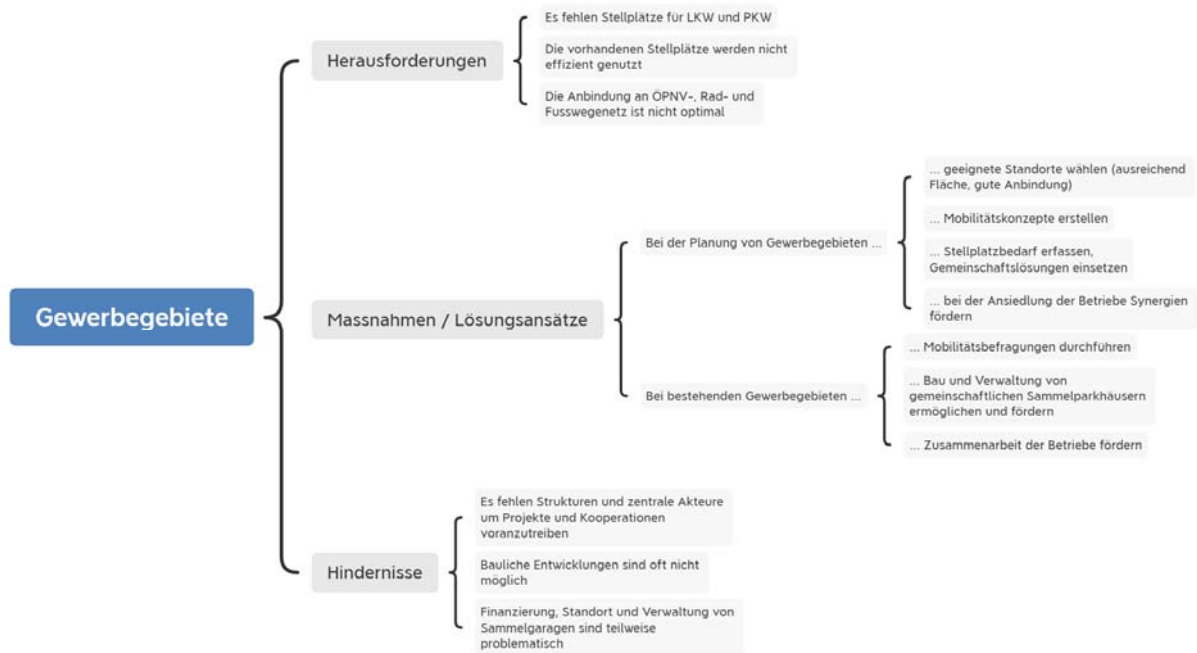 Gewerbegebiete
Herausforderungen
Es fehlen Stellplätze für LKW und PKW
Die vorhandenen Stellplätze werden nicht
effizient genutzt
Die Anbindung an ÖPNV-, Rad- und
Fusswegenetz ist nicht optimal
Massnahmen / Lösungsansätze
Bei der Planung von Gewerbegebieten ...
... geeignete Standorte wählen (ausreichend
Fläche, gute Anbindung)
... Mobilitätskonzepte erstellen
... Stellplatzbedarf erfassen,
Gemeinschaftslösungen einsetzen
... bei der Ansiedlung der Betriebe Synergien
fördern
Bei bestehenden Gewerbegebieten ...
... Mobilitätsbefragungen durchführen
... Bau und Verwaltung von
gemeinschaftlichen Sammelparkhäusern
ermöglichen und fördern
... Zusammenarbeit der Betriebe fördern
Hindernisse
Es fehlen Strukturen und zentrale Akteure
um Projekte und Kooperationen
voranzutreiben
Bauliche Entwicklungen sind oft nicht
möglich
Finanzierung, Standort und Verwaltung von
Sammelgaragen sind teilweise
problematisch